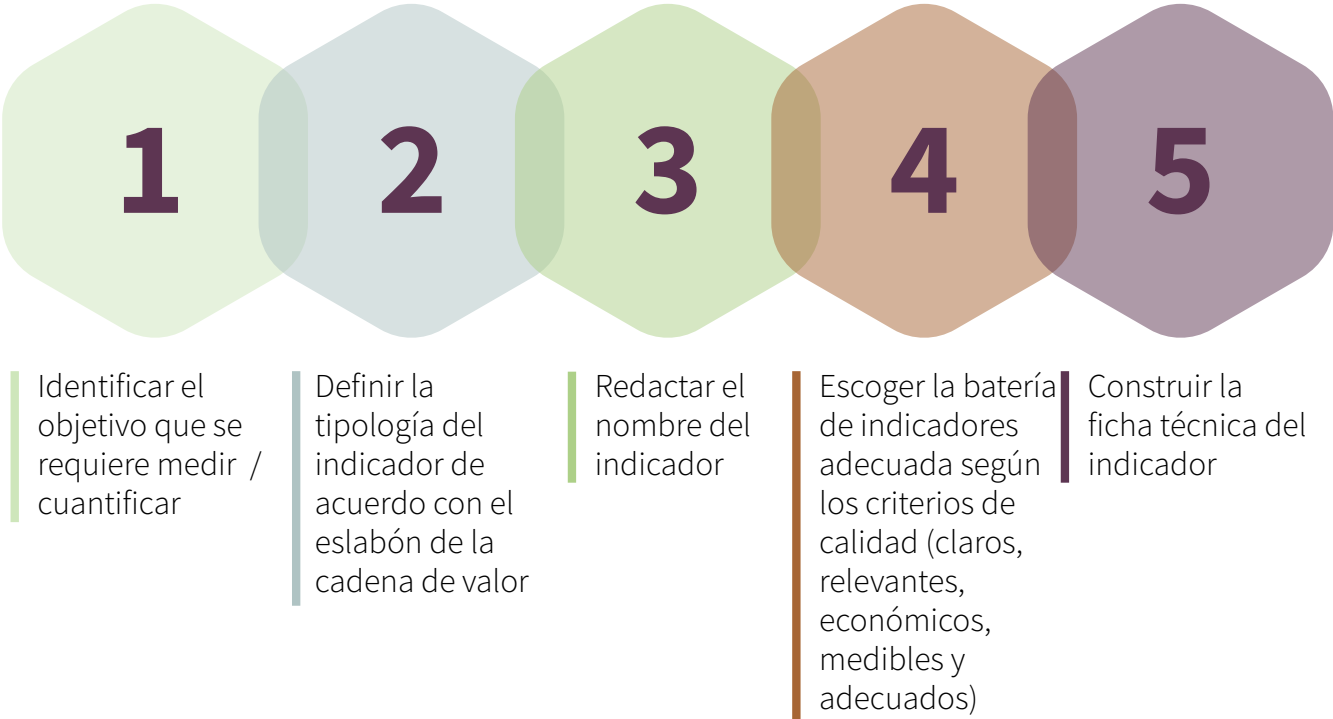 1
2
3
4
5
Identificar el
objetivo que se
requiere medir /
cuantificar
Definir la
tipología del
indicador de
acuerdo con el
eslabón de la
cadena de valor
Redactar el
nombre del
indicador
Escoger la batería
de indicadores
adecuada según
los criterios de
calidad (claros,
relevantes,
económicos,
medibles y
adecuados)
Construir la
ficha técnica del
indicador